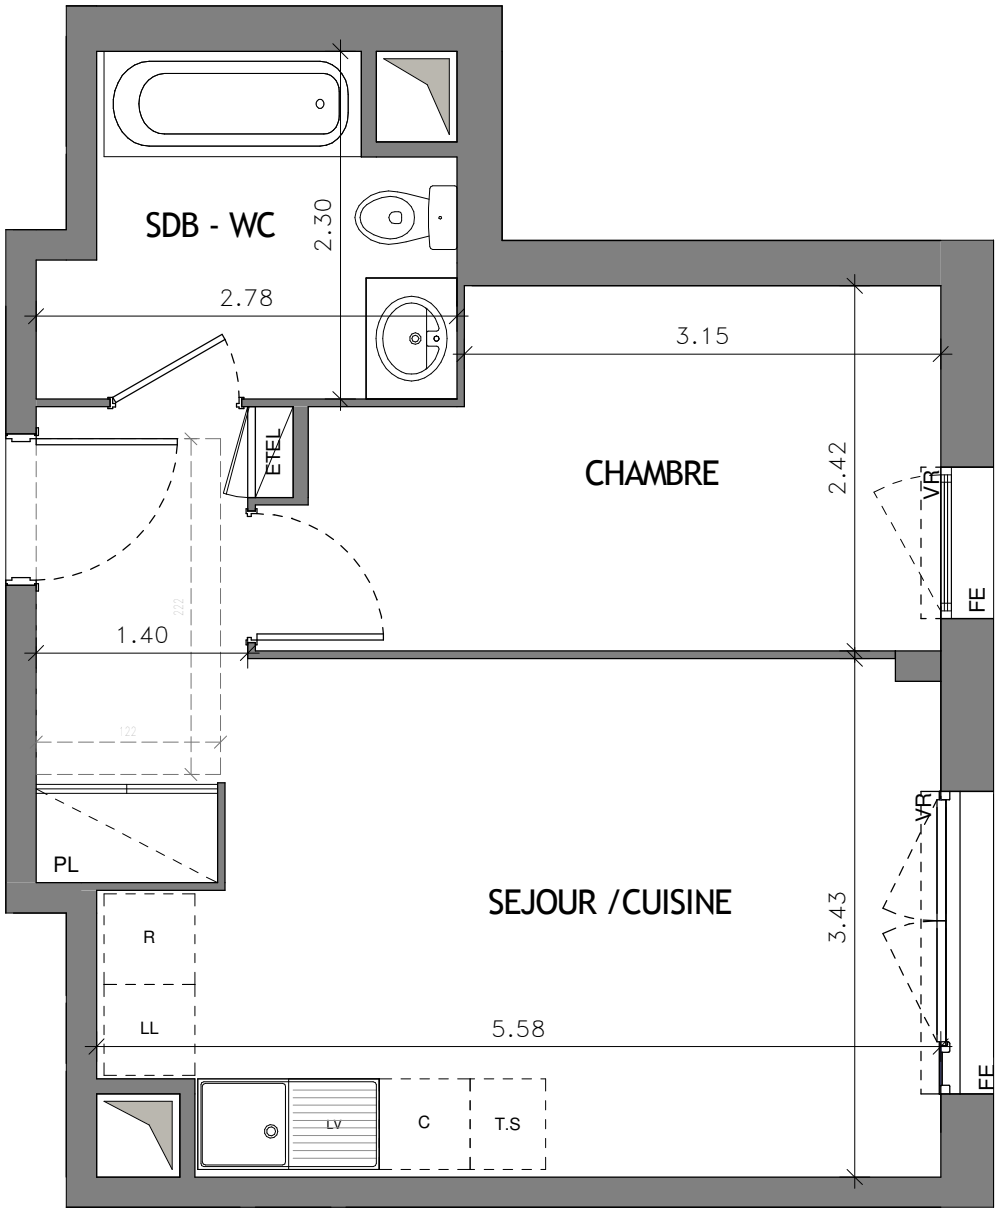 2.30
SDB - WC
2.78
3.15
ETEL
CHAMBRE
2.42
VR
FE
222
1.40
122
VR
PL
SEJOUR /CUISINE
3.43
R
LL
5.58
FE
LV
C
T.S